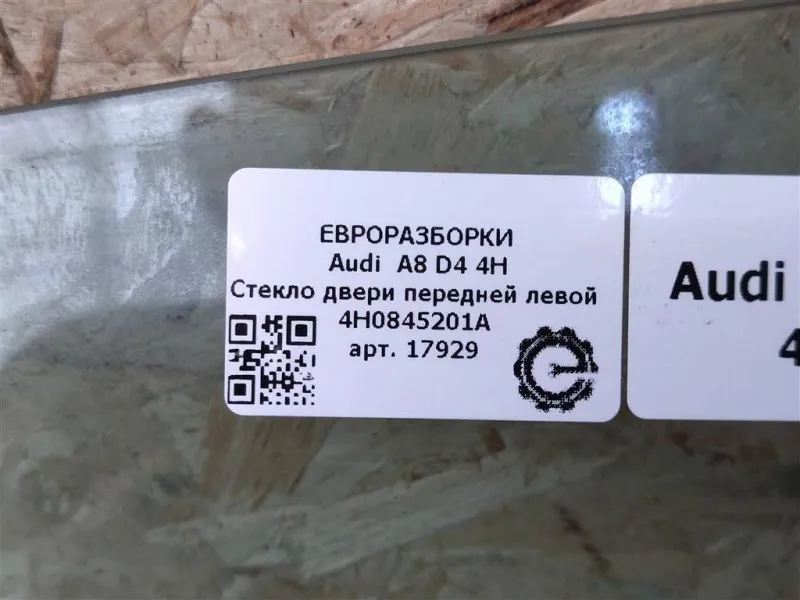 ЕВРОРАЗБОРКИ
Audi A8 D4 4H
Стекло двери передней левой
4H0845201A
арт. 17929
Audi
4